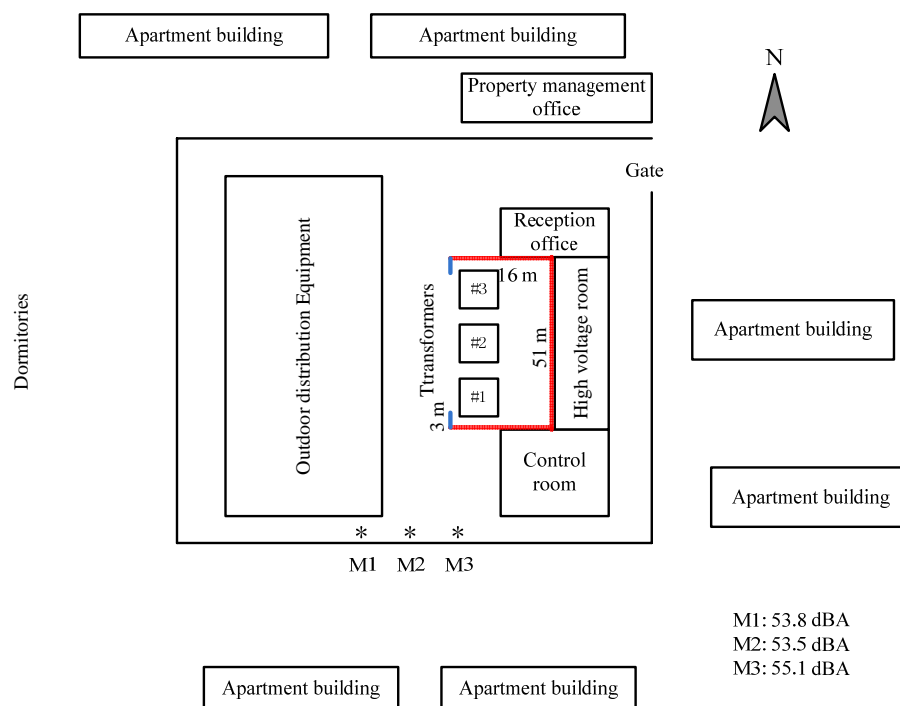 Apartment building
Apartment building
N
Property management
office
Gate
Reception
office
16 m
#3
Outdoor distribution Equipment
Ttransformers
#2
51 m
High voltage room
Dormitories
Apartment building
#1
3 m
Control
room
Apartment building
* * *
M1 M2 M3
M1: 53.8 dBA
M2: 53.5 dBA
M3: 55.1 dBA
Apartment building
Apartment building